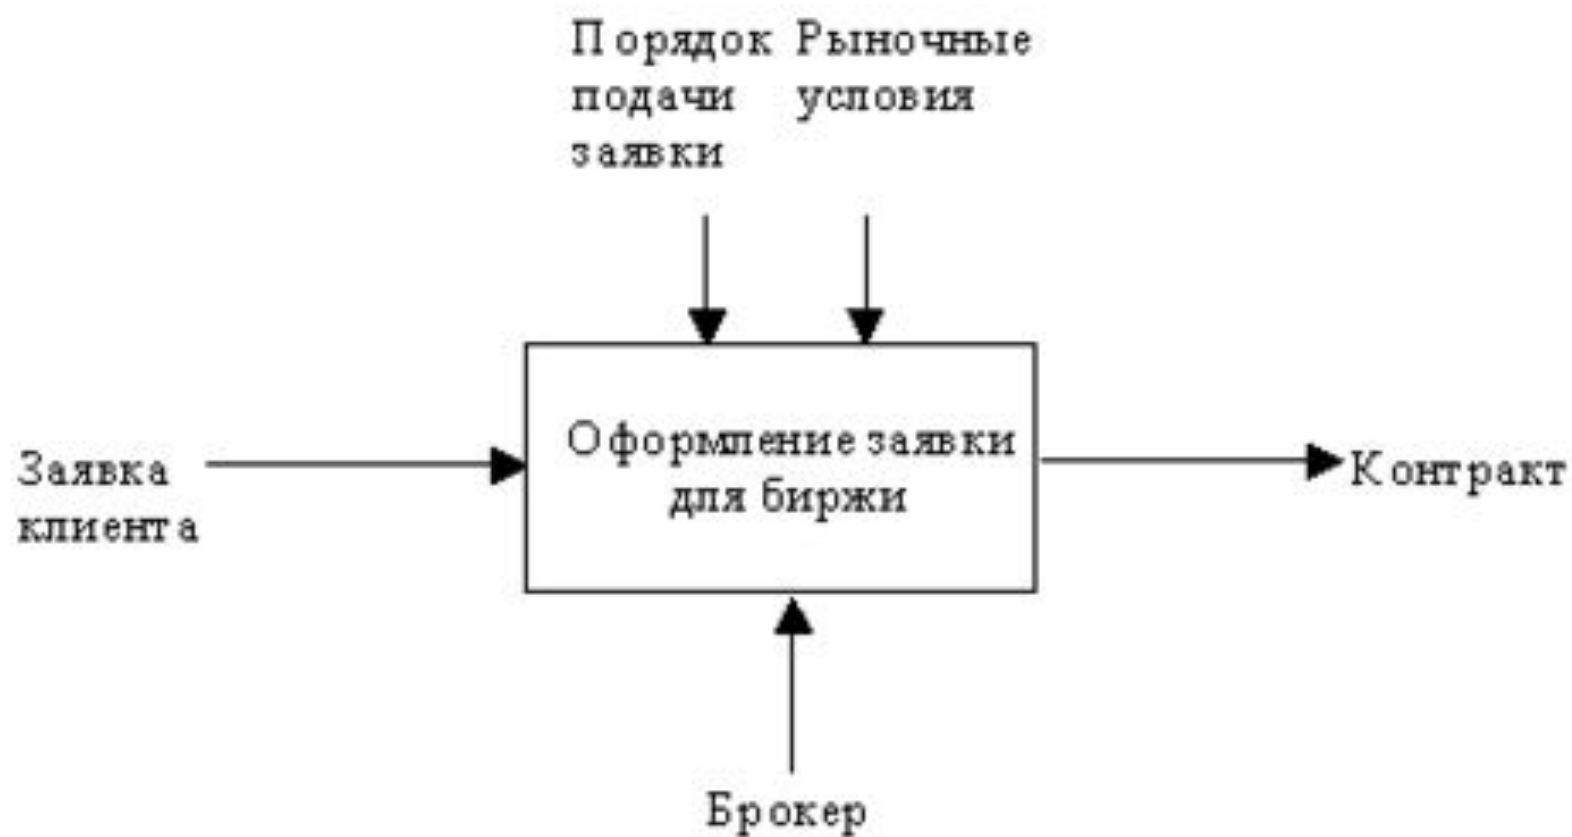 Порядок
подачи
заявки
Рыночные
условия
Заявка
клиента
Оформление заявки
для биржи
Контракт
Брокер